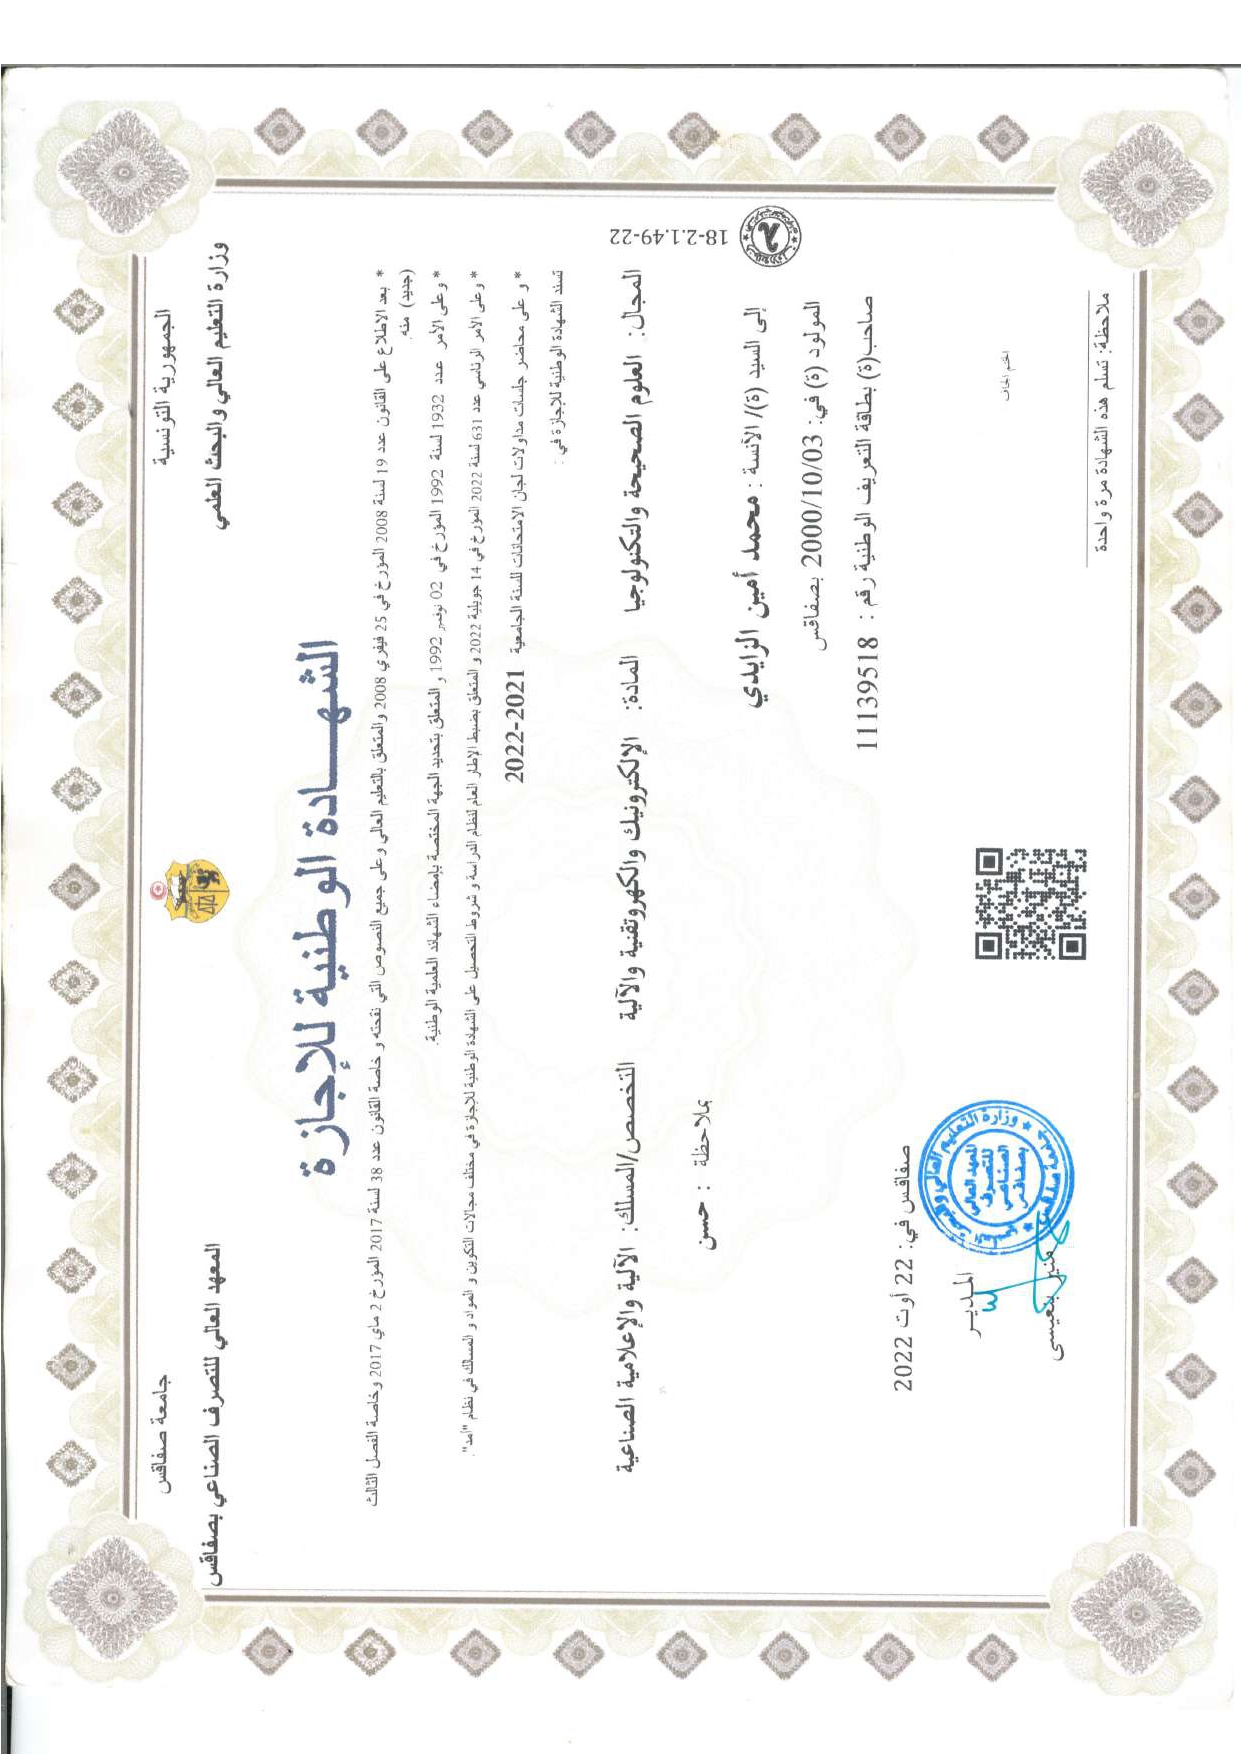 الجمهورية التونسية
وزارة التعليم العالي والبحث العلمي
جامعة صفاقس
المعهد العالي للتصرف الصناعي بصفاقس
الشهادة الوطنية للإجازة
* بعد الاطلاع على القانون عدد 19 لسنة 2008 المؤرخ في 25 فيفري 2008 والمتعلق بالتعليم العالي وعلى جميع النصوص التي نقحته و خاصة القانون عدد 38 لسنة 2017 المؤرخ 2 ماي 2017 وخاصة الفصل الثالث
(جديد) منه.
* وعلى الأمر عدد 1932 لسنة 1992 المؤرخ في 02 نوفمبر 1992 و المتعلق بتحديد الجهة المختصة بإمضاء الشهائد العلمية الوطنية.
* وعلى الأمر الرئاسي عدد 631 لسنة 2022 المؤرخ في 14 جويلية 2022 و المتعلق بضبط الإطار العام لنظام الدراسة و شروط التحصيل على الشهادة الوطنية للإجازة في مختلف مجالات التكوين و المواد و المسالك في نظام "أمد".
* و على محاضر جلسات مداولات لجان الامتحانات للسنة الجامعية 2021-2022
تسند الشهادة الوطنية للإجازة في :
المجال: العلوم الصحيحة والتكنولوجيا المادة: الإلكترونيك والكهروتقنية والآلية التخصص/المسلك: الآلية والإعلامية الصناعية
بملاحظة : حسن
إلى السيد (ة)/ الآنسة : محمد أمين الزايدي
المولود (ة) في: 2000/10/03 بصفاقس
صاحب(ة) بطاقة التعريف الوطنية رقم : 11139518
18-2.1.49-22
صفاقس في: 22 أوت 2022
المدير
منير بنعيسى
وزارة التعليم العالي والبحث العلمي
المعهد العالي
للتصرف
الصناعي
بصفاقس
جامعة صفاقس
الختم الجاف
ملاحظة: تسلم هذه الشهادة مرة واحدة